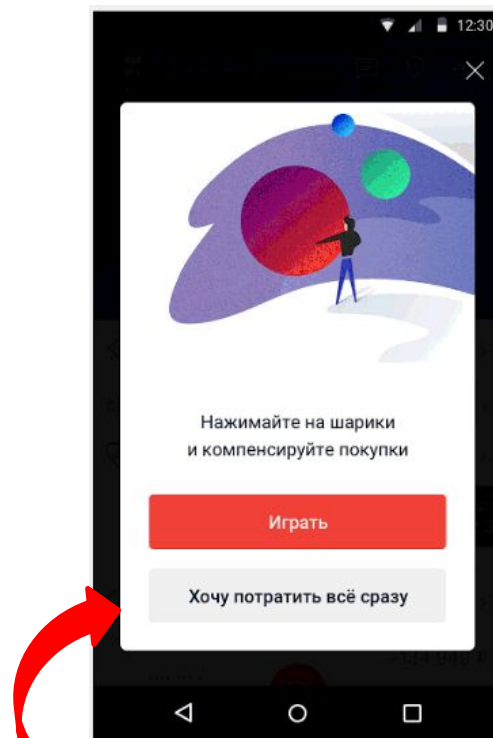 12:30
Нажимайте на шарики
и компенсируйте покупки
Играть
Хочу потратить всё сразу